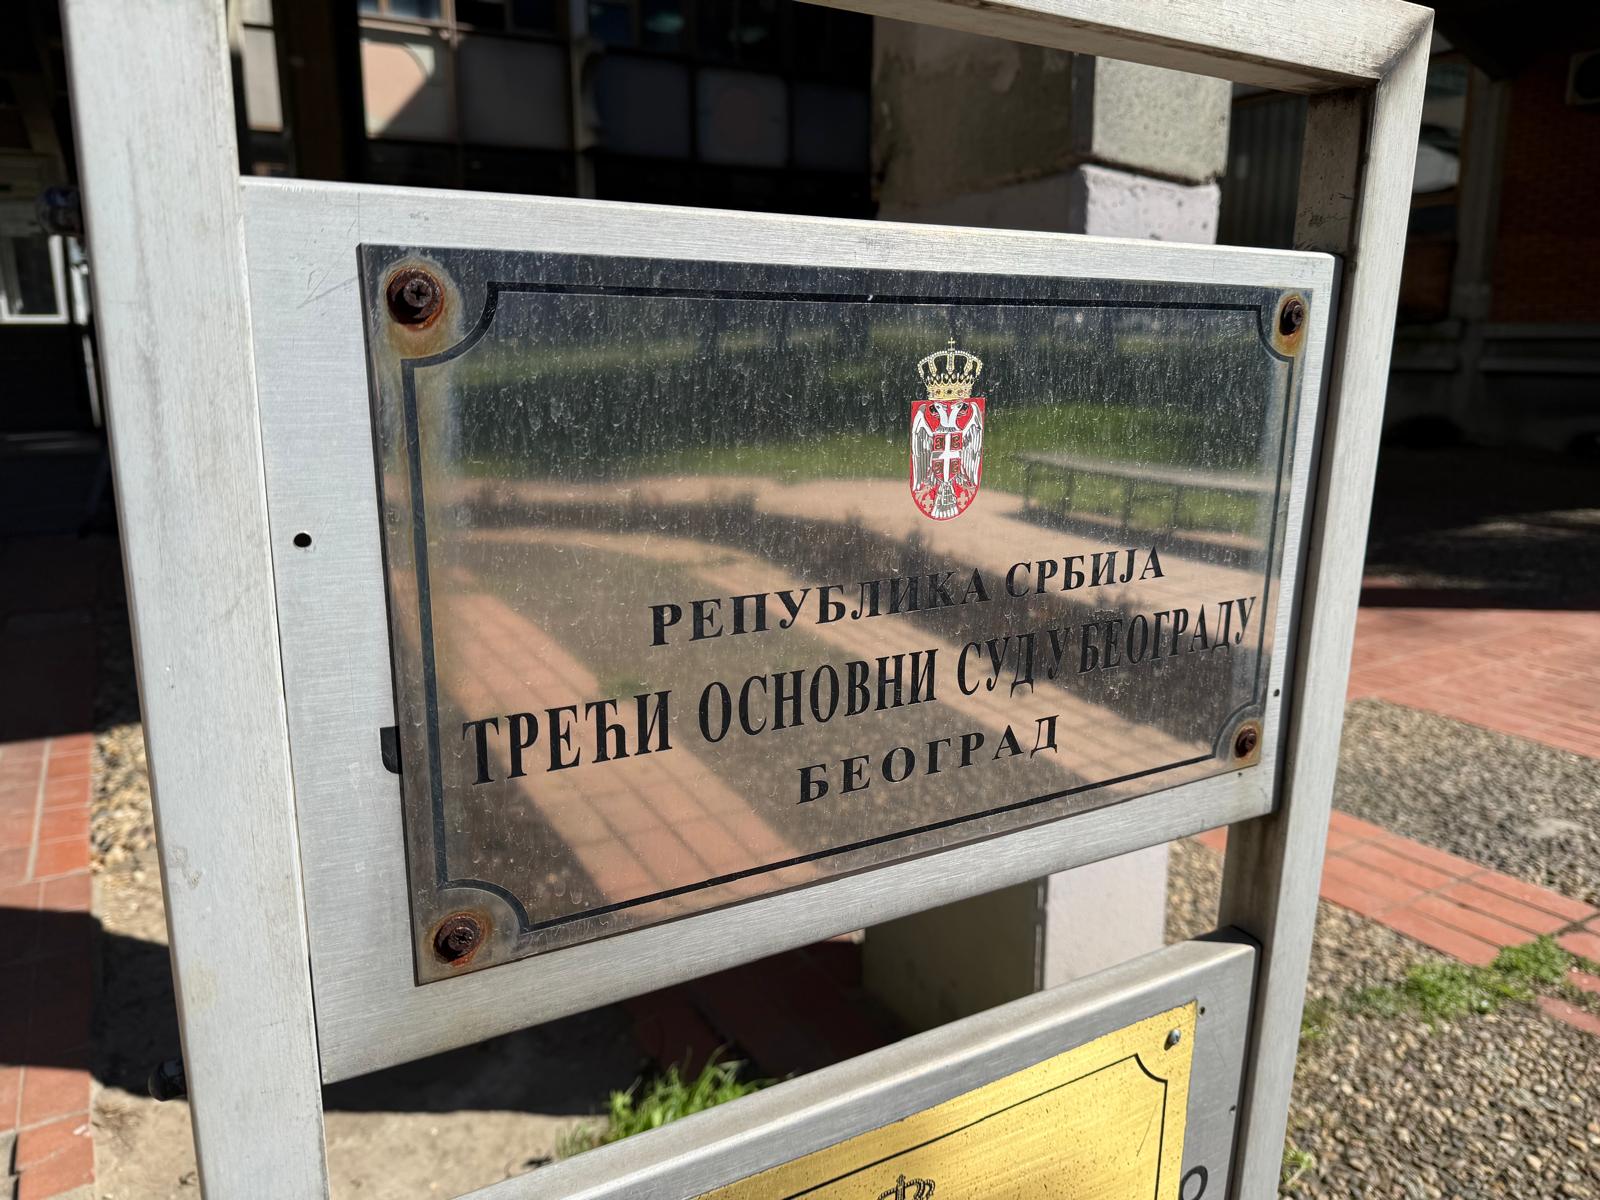 РЕПУБЛИКА СРБИЈА
ТРЕЋИ ОСНОВНИ СУД У БЕОГРАДУ
БЕОГРАД